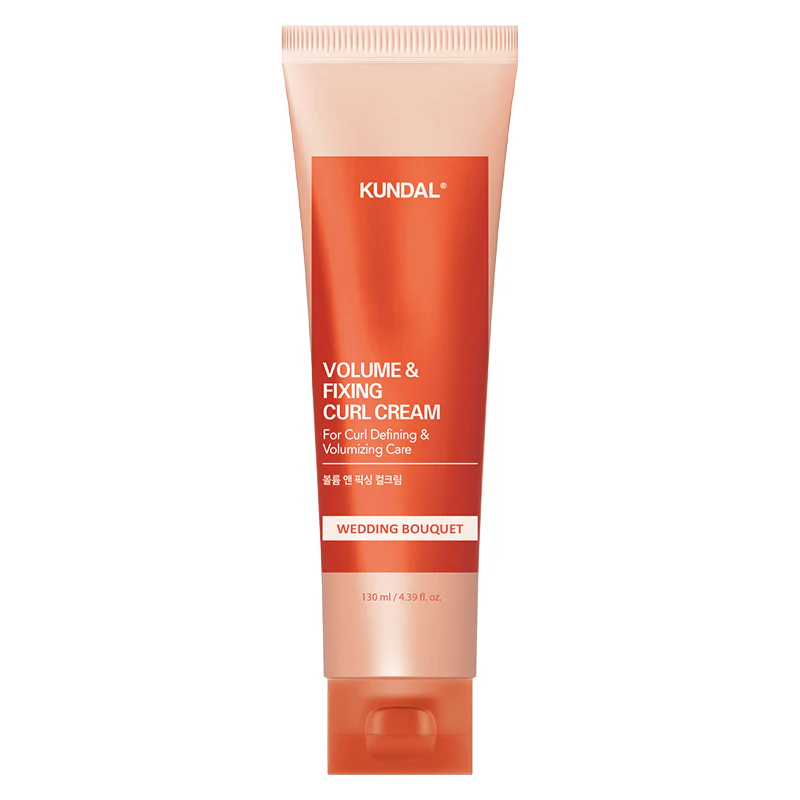 KUNDAL®
VOLUME &
FIXING
CURL CREAM
For Curl Defining &
Volumizing Care
볼륨 앤 픽싱 컬크림
WEDDING BOUQUET
130 ml / 4.39 fl. oz.